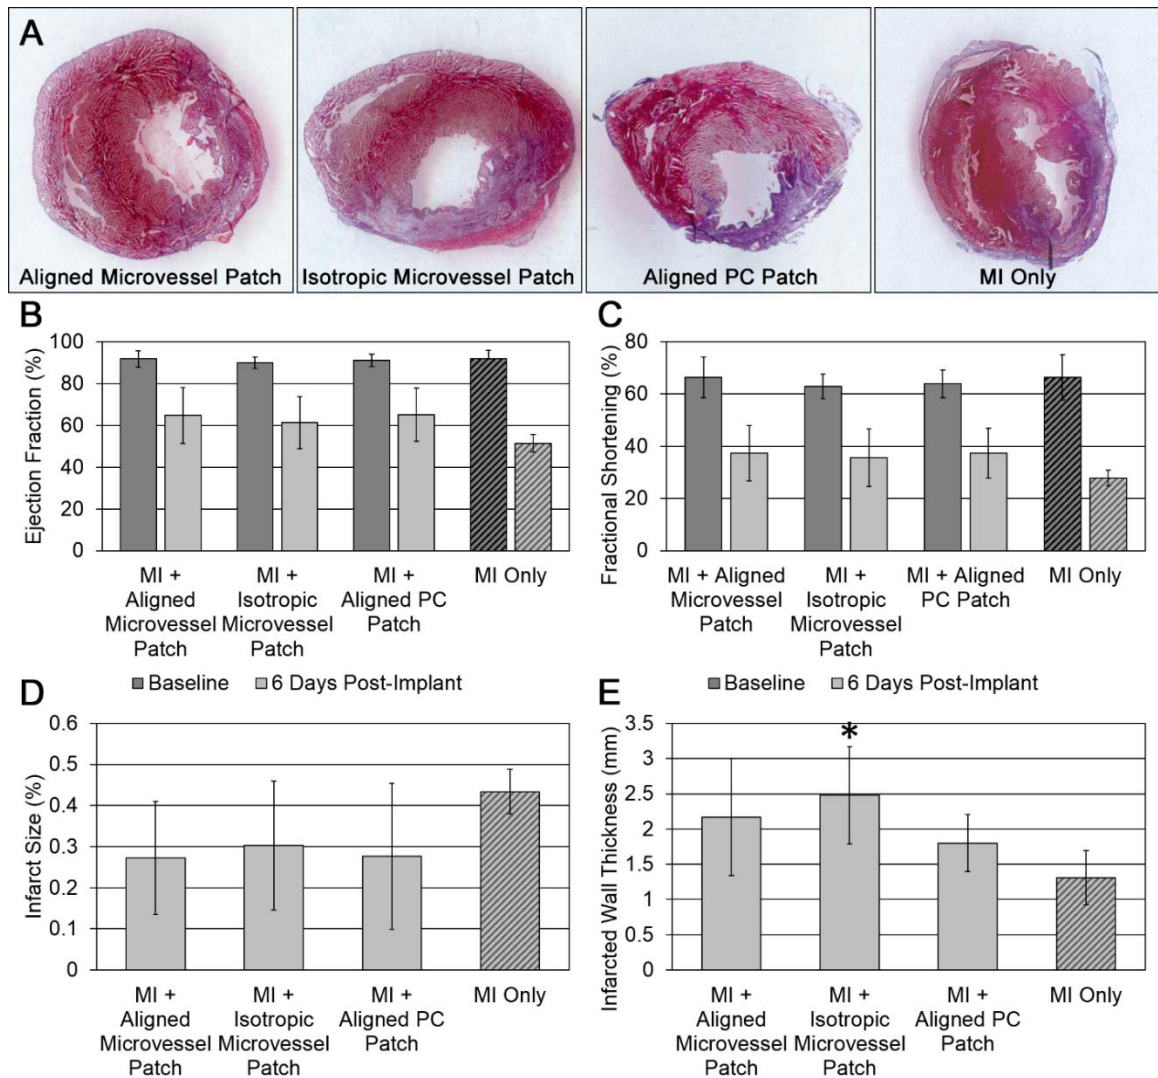 A
Aligned Microvessel Patch
Isotropic Microvessel Patch
Aligned PC Patch
MI Only
B
Ejection Fraction (%)
100
80
60
40
20
0
MI +
Aligned
Microvessel
Patch
MI +
Isotropic
Microvessel
Patch
MI +
Aligned PC
Patch
MI Only
Baseline
6 Days Post-Implant
C
Fractional Shortening (%)
80
60
40
20
0
MI + Aligned
Microvessel
Patch
MI +
Isotropic
Microvessel
Patch
MI + Aligned
PC Patch
MI Only
Baseline
6 Days Post-Implant
D
Infarct Size (%)
0.6
0.5
0.4
0.3
0.2
0.1
0
MI +
Aligned
Microvessel
Patch
MI +
Isotropic
Microvessel
Patch
MI +
Aligned PC
Patch
MI Only
E
Infarcted Wall Thickness (mm)
3.5
3
2.5
2
1.5
1
0.5
0
*
MI +
Aligned
Microvessel
Patch
MI +
Isotropic
Microvessel
Patch
MI +
Aligned PC
Patch
MI Only